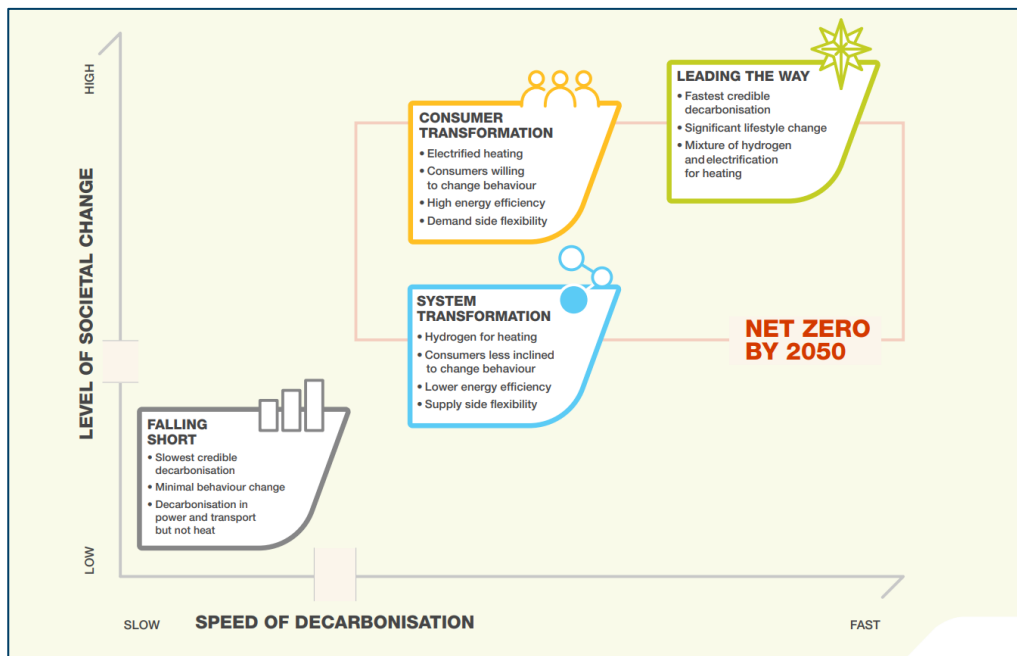 HIGH
LEVEL OF SOCIETAL CHANGE
LOW
CONSUMER
TRANSFORMATION
• Electrified heating
• Consumers willing
to change behaviour
• High energy efficiency
• Demand side flexibility
LEADING THE WAY
• Fastest credible
decarbonisation
• Significant lifestyle change
• Mixture of hydrogen
and electrification
for heating
SYSTEM
TRANSFORMATION
• Hydrogen for heating
• Consumers less inclined
to change behaviour
• Lower energy efficiency
• Supply side flexibility
NET ZERO
BY 2050
FALLING
SHORT
• Slowest credible
decarbonisation
• Minimal behaviour change
• Decarbonisation in
power and transport
but not heat
SLOW
SPEED OF DECARBONISATION
FAST